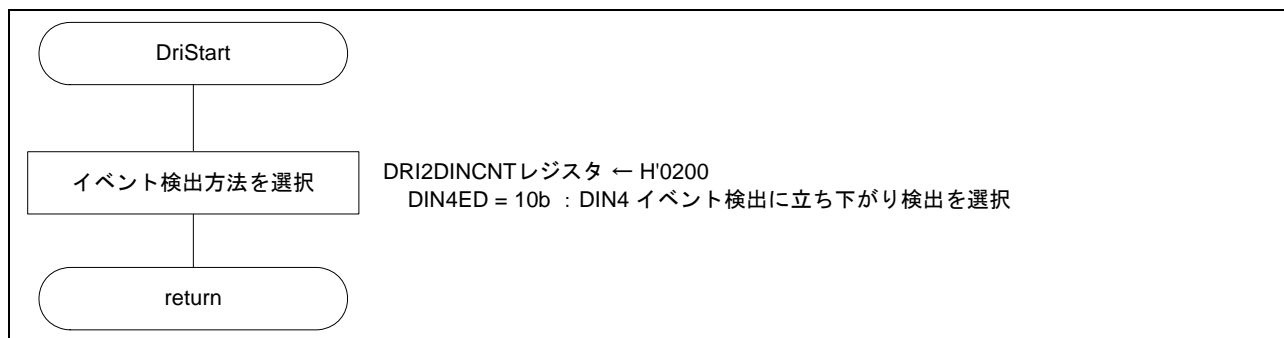 DriStart
イベント検出方法を選択
DRI2DINCNTレジスタ ← H'0200
DIN4ED = 10b ：DIN4 イベント検出に立ち下がり検出を選択
return